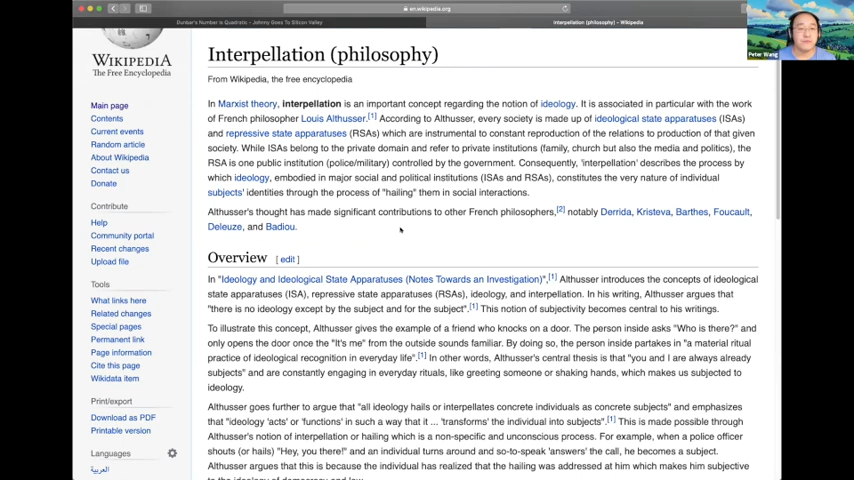 en.wikipedia.org
Dunbar's Number is Quadratic - Johnny Goes To Silicon Valley
Interpellation (philosophy) - Wikipedia
Peter Wang
WIKIPEDIA
The Free Encyclopedia
Main page
Contents
Current events
Random article
About Wikipedia
Contact us
Donate
Contribute
Help
Community portal
Recent changes
Upload file
Tools
What links here
Related changes
Special pages
Permanent link
Page information
Cite this page
Wikidata item
Print/export
Download as PDF
Printable version
Languages
العربية
Interpellation (philosophy)
From Wikipedia, the free encyclopedia
In Marxist theory, interpellation is an important concept regarding the notion of ideology. It is associated in particular with the work
of French philosopher Louis Althusser.[1] According to Althusser, every society is made up of ideological state apparatuses (ISAs)
and repressive state apparatuses (RSAs) which are instrumental to constant reproduction of the relations to production of that given
society. While ISAs belong to the private domain and refer to private institutions (family, church but also the media and politics), the
RSA is one public institution (police/military) controlled by the government. Consequently, 'interpellation' describes the process by
which ideology, embodied in major social and political institutions (ISAs and RSAs), constitutes the very nature of individual
subjects' identities through the process of "hailing" them in social interactions.
Althusser's thought has made significant contributions to other French philosophers,[2] notably Derrida, Kristeva, Barthes, Foucault,
Deleuze, and Badiou.
Overview [ edit ]
In "Ideology and Ideological State Apparatuses (Notes Towards an Investigation)",[1] Althusser introduces the concepts of ideological
state apparatuses (ISA), repressive state apparatuses (RSAs), ideology, and interpellation. In his writing, Althusser argues that
"there is no ideology except by the subject and for the subject".[1] This notion of subjectivity becomes central to his writings.
To illustrate this concept, Althusser gives the example of a friend who knocks on a door. The person inside asks "Who is there?" and
only opens the door once the "It's me" from the outside sounds familiar. By doing so, the person inside partakes in "a material ritual
practice of ideological recognition in everyday life".[1] In other words, Althusser's central thesis is that "you and I are always already
subjects" and are constantly engaging in everyday rituals, like greeting someone or shaking hands, which makes us subjected to
ideology.
Althusser goes further to argue that "all ideology hails or interpellates concrete individuals as concrete subjects" and emphasizes
that "ideology 'acts' or 'functions' in such a way that it ... 'transforms' the individual into subjects".[1] This is made possible through
Althusser's notion of interpellation or hailing which is a non-specific and unconscious process. For example, when a police officer
shouts (or hails) "Hey, you there!" and an individual turns around and so-to-speak 'answers' the call, he becomes a subject.
Althusser argues that this is because the individual has realized that the hailing was addressed at him which makes him subjective
to the ideology of democracy and law.